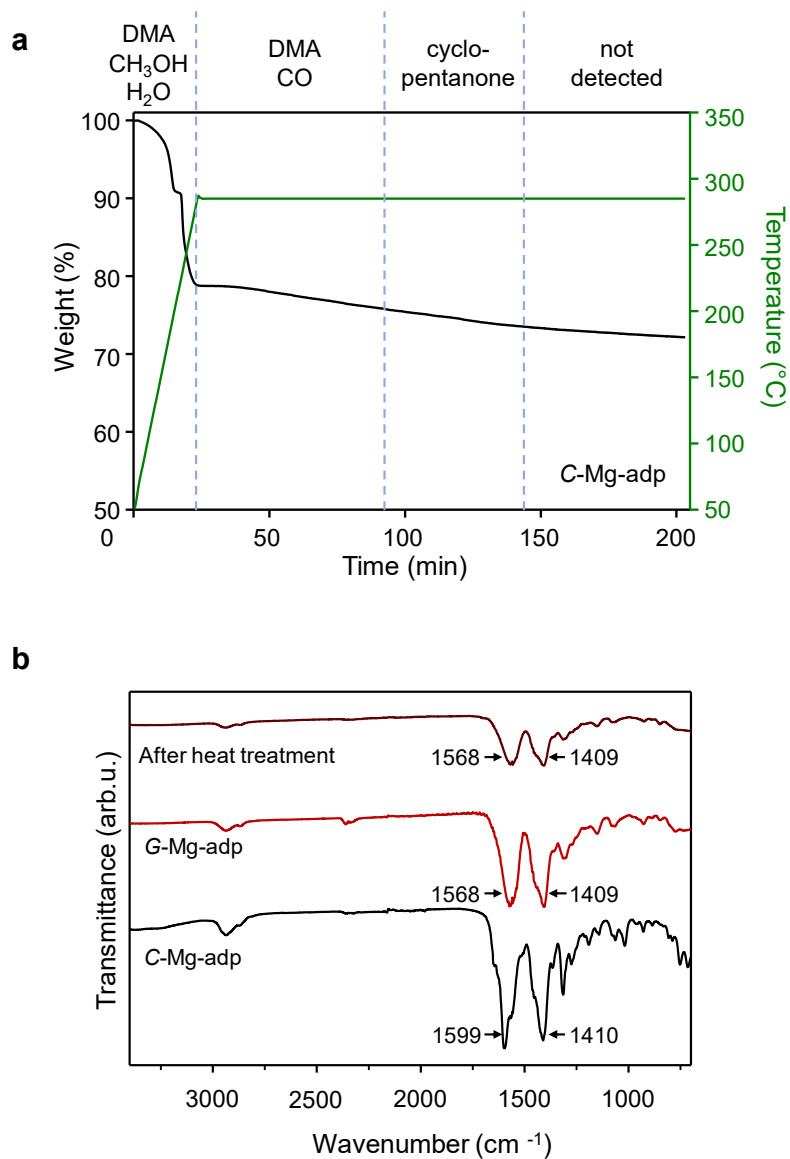 a
DMA
CH₃OH
H₂O
DMA
CO
cyclo-
pentanone
not
detected
100
90
80
70
60
50
Weight (%)
350
300
250
200
150
100
50
Temperature (°C)
C-Mg-adp
0
50
100
150
200
Time (min)
b
After heat treatment
1568
1409
G-Mg-adp
1568
1409
C-Mg-adp
1599
1410
Transmittance (arb.u.)
3000
2500
2000
1500
1000
Wavenumber (cm ⁻¹)